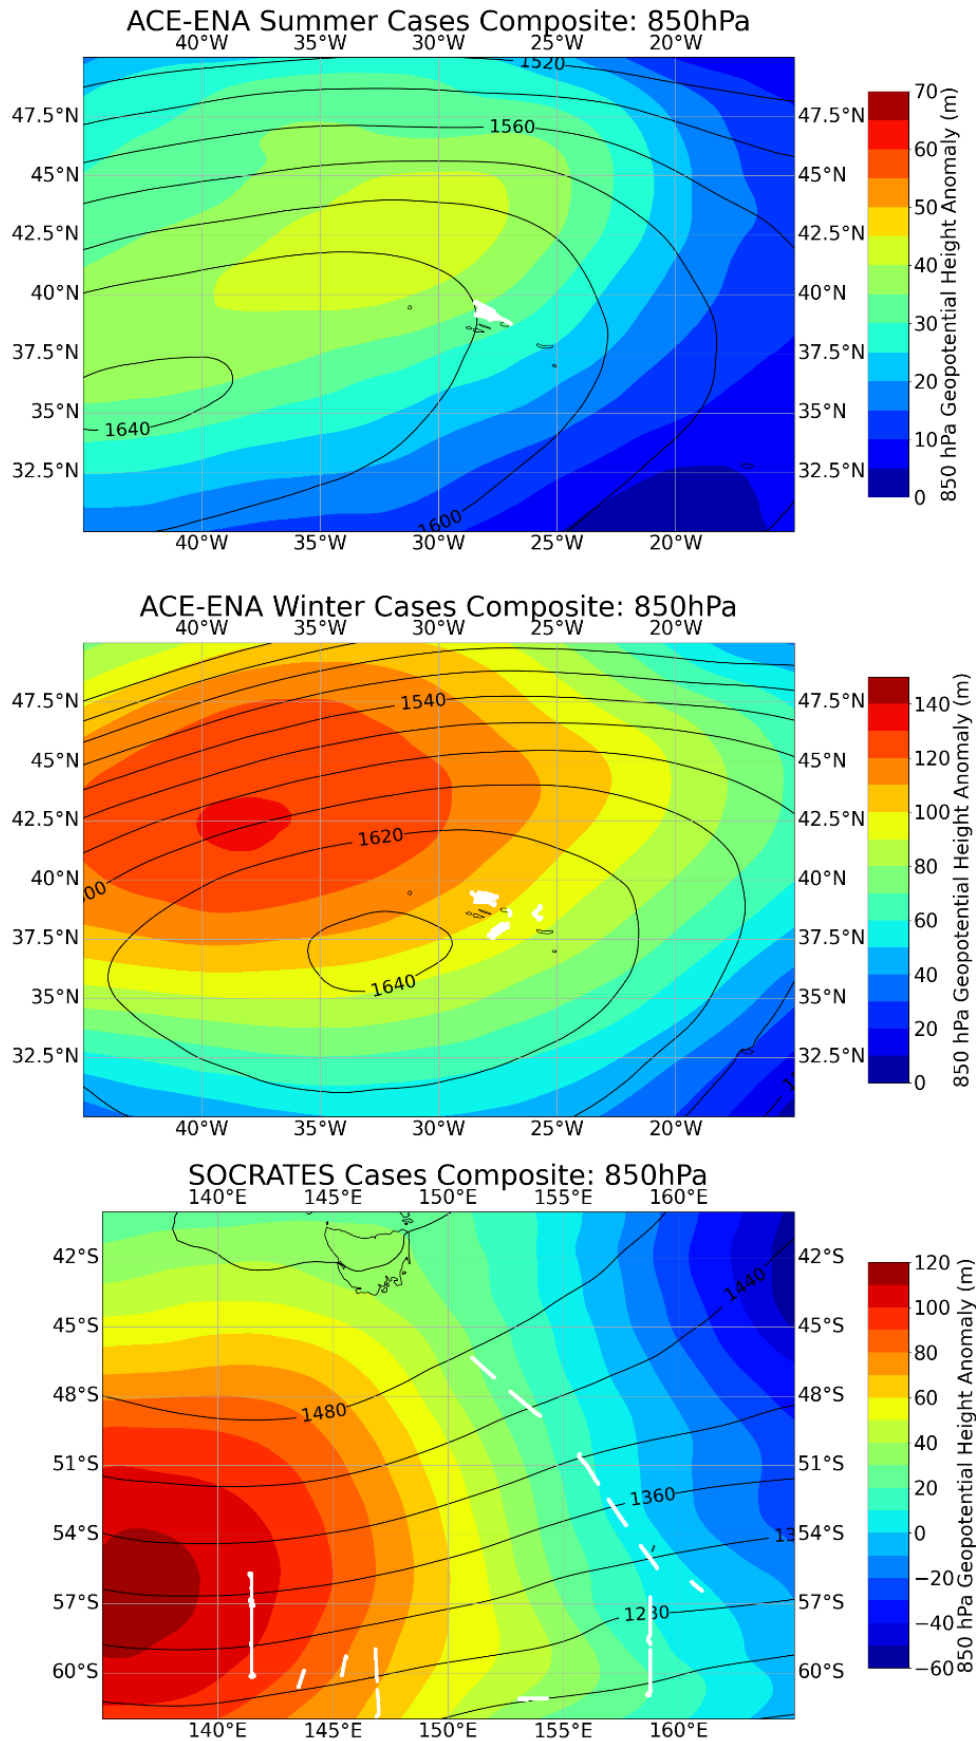 ACE-ENA Summer Cases Composite: 850hPa
40°W 35°W 30°W 25°W 20°W
1520
70
47.5°N 47.5°N
1560
60
45°N 45°N
50
42.5°N 42.5°N
40
40°N 40°N
30
37.5°N 37.5°N
20
35°N 35°N
1640
10
32.5°N 32.5°N
1600
0
850 hPa Geopotential Height Anomaly (m)
40°W 35°W 30°W 25°W 20°W
ACE-ENA Winter Cases Composite: 850hPa
40°W 35°W 30°W 25°W 20°W
47.5°N 47.5°N
1540
140
45°N 45°N
120
42.5°N 42.5°N
100
1620
40°N 40°N
00
80
37.5°N 37.5°N
60
1640
40
35°N 35°N
20
32.5°N 32.5°N
0
850 hPa Geopotential Height Anomaly (m)
40°W 35°W 30°W 25°W 20°W
SOCRATES Cases Composite: 850hPa
140°E 145°E 150°E 155°E 160°E
42°S 42°S
120
1440
100
45°S 45°S
80
48°S 48°S
1480
60
40
51°S 51°S
1360
20
54°S 54°S
13
0
57°S 57°S
1280
−20
−40
60°S 60°S
−60
850 hPa Geopotential Height Anomaly (m)
140°E 145°E 150°E 155°E 160°E